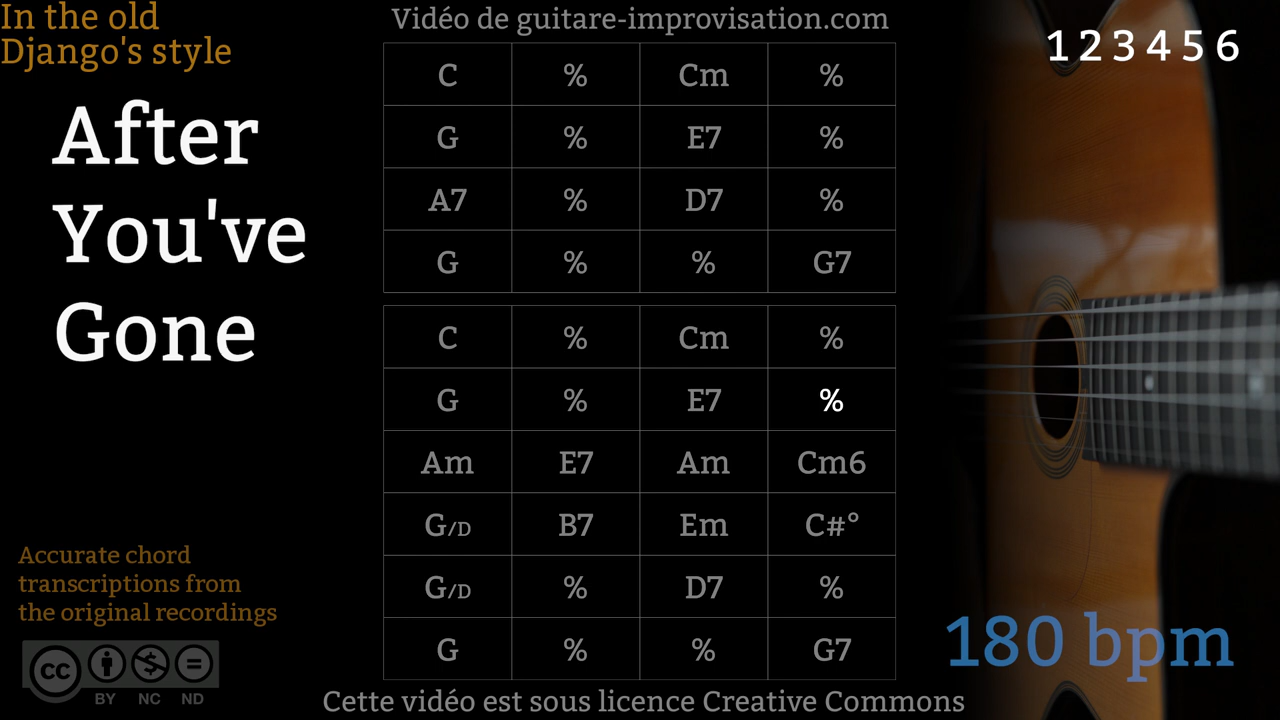 In the old
Django's style
After
You've
Gone
Accurate chord
transcriptions from
the original recordings
cc
BY NC ND
Vidéo de guitare-improvisation.com
C % Cm %
G % E7 %
A7 % D7 %
G % % G7
C % Cm %
G % E7 %
Am E7 Am Cm6
G/D B7 Em C#°
G/D % D7 %
G % % G7
Cette vidéo est sous licence Creative Commons
1 2 3 4 5 6
180 bpm